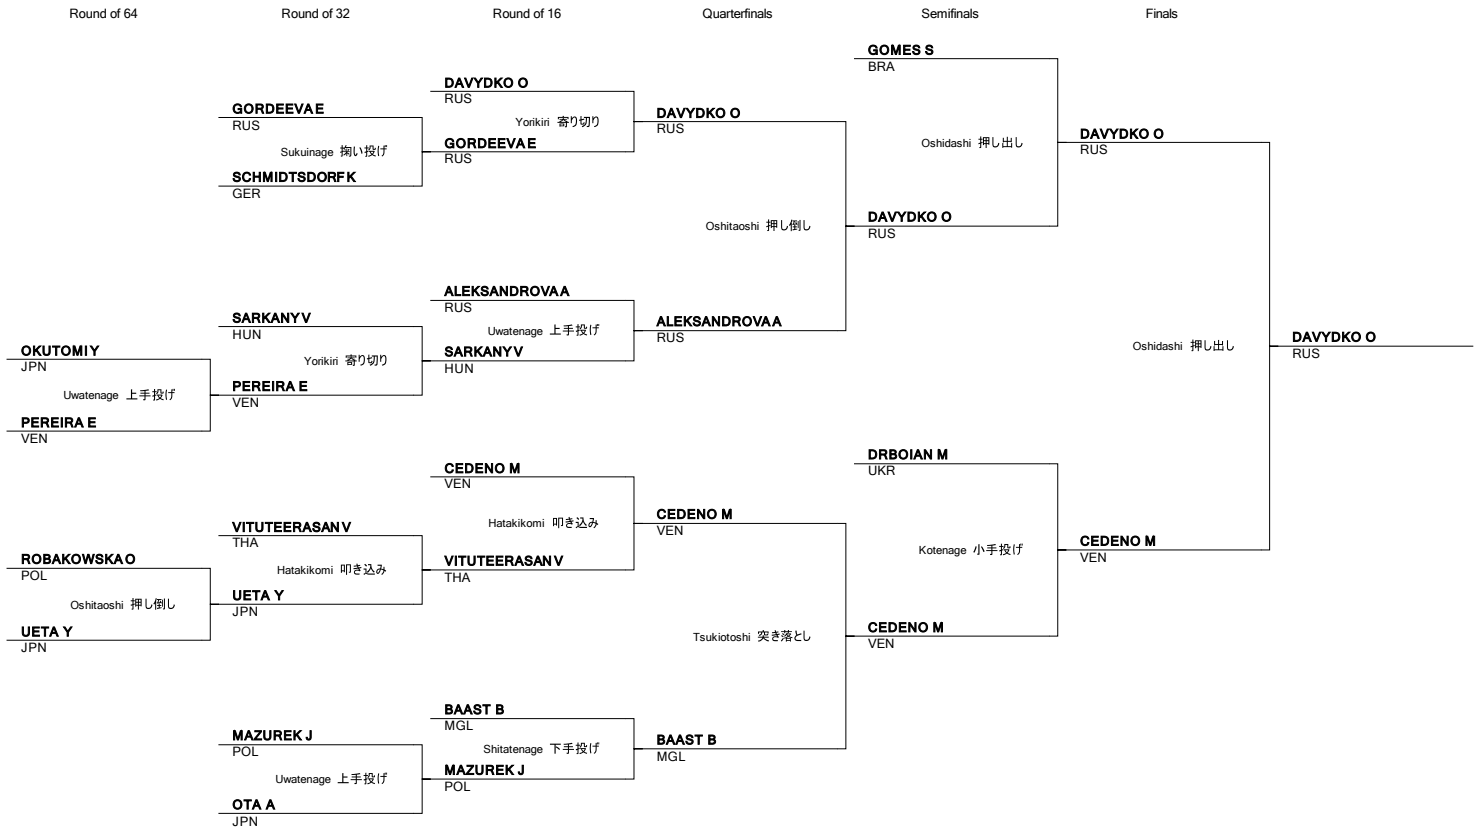 Round of 64
Round of 32
Round of 16
Quarterfinals
Semifinals
Finals
GOMES S
BRA
DAVYDKO O
RUS
GORDEEVA E
RUS
Yorikiri 寄り切り
DAVYDKO O
RUS
Sukuinage 掬い投げ
GORDEEVA E
RUS
Oshidashi 押し出し
DAVYDKO O
RUS
SCHMIDTSDORF K
GER
Oshitaoshi 押し倒し
DAVYDKO O
RUS
ALEKSANDROVA A
RUS
SARKANY V
HUN
Uwatenage 上手投げ
ALEKSANDROVA A
RUS
OKUTOMI Y
JPN
Yorikiri 寄り切り
SARKANY V
HUN
Oshidashi 押し出し
DAVYDKO O
RUS
Uwatenage 上手投げ
PEREIRA E
VEN
PEREIRA E
VEN
CEDENO M
VEN
DRBOIAN M
UKR
VITUTEERASAN V
THA
Hatakikomi 叩き込み
CEDENO M
VEN
ROBAKOWSKA O
POL
Hatakikomi 叩き込み
VITUTEERASAN V
THA
Kotenage 小手投げ
CEDENO M
VEN
Oshitaoshi 押し倒し
UETA Y
JPN
UETA Y
JPN
Tsukiotoshi 突き落とし
CEDENO M
VEN
BAAST B
MGL
MAZUREK J
POL
Shitatenage 下手投げ
BAAST B
MGL
Uwatenage 上手投げ
MAZUREK J
POL
OTA A
JPN